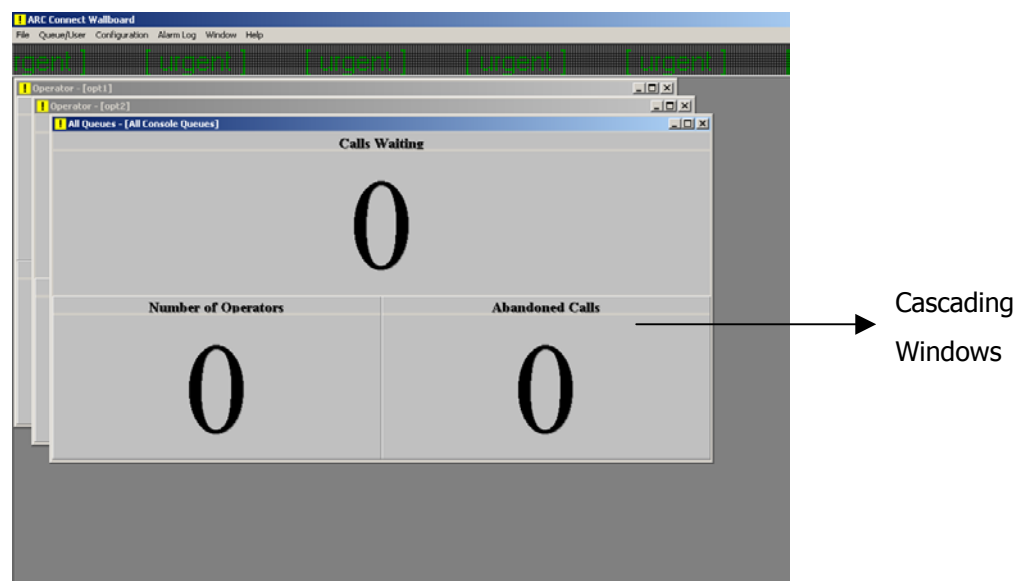 ARC Connect Wallboard
File Queue/User Configuration Alarm Log Window Help
rgent ] [ urgent ] [ urgent ] [ urgent ] [ urgent ]
Operator - [opt1]
Operator - [opt2]
All Queues - [All Console Queues]
Calls Waiting
0
Number of Operators Abandoned Calls
0 0
Cascading
Windows